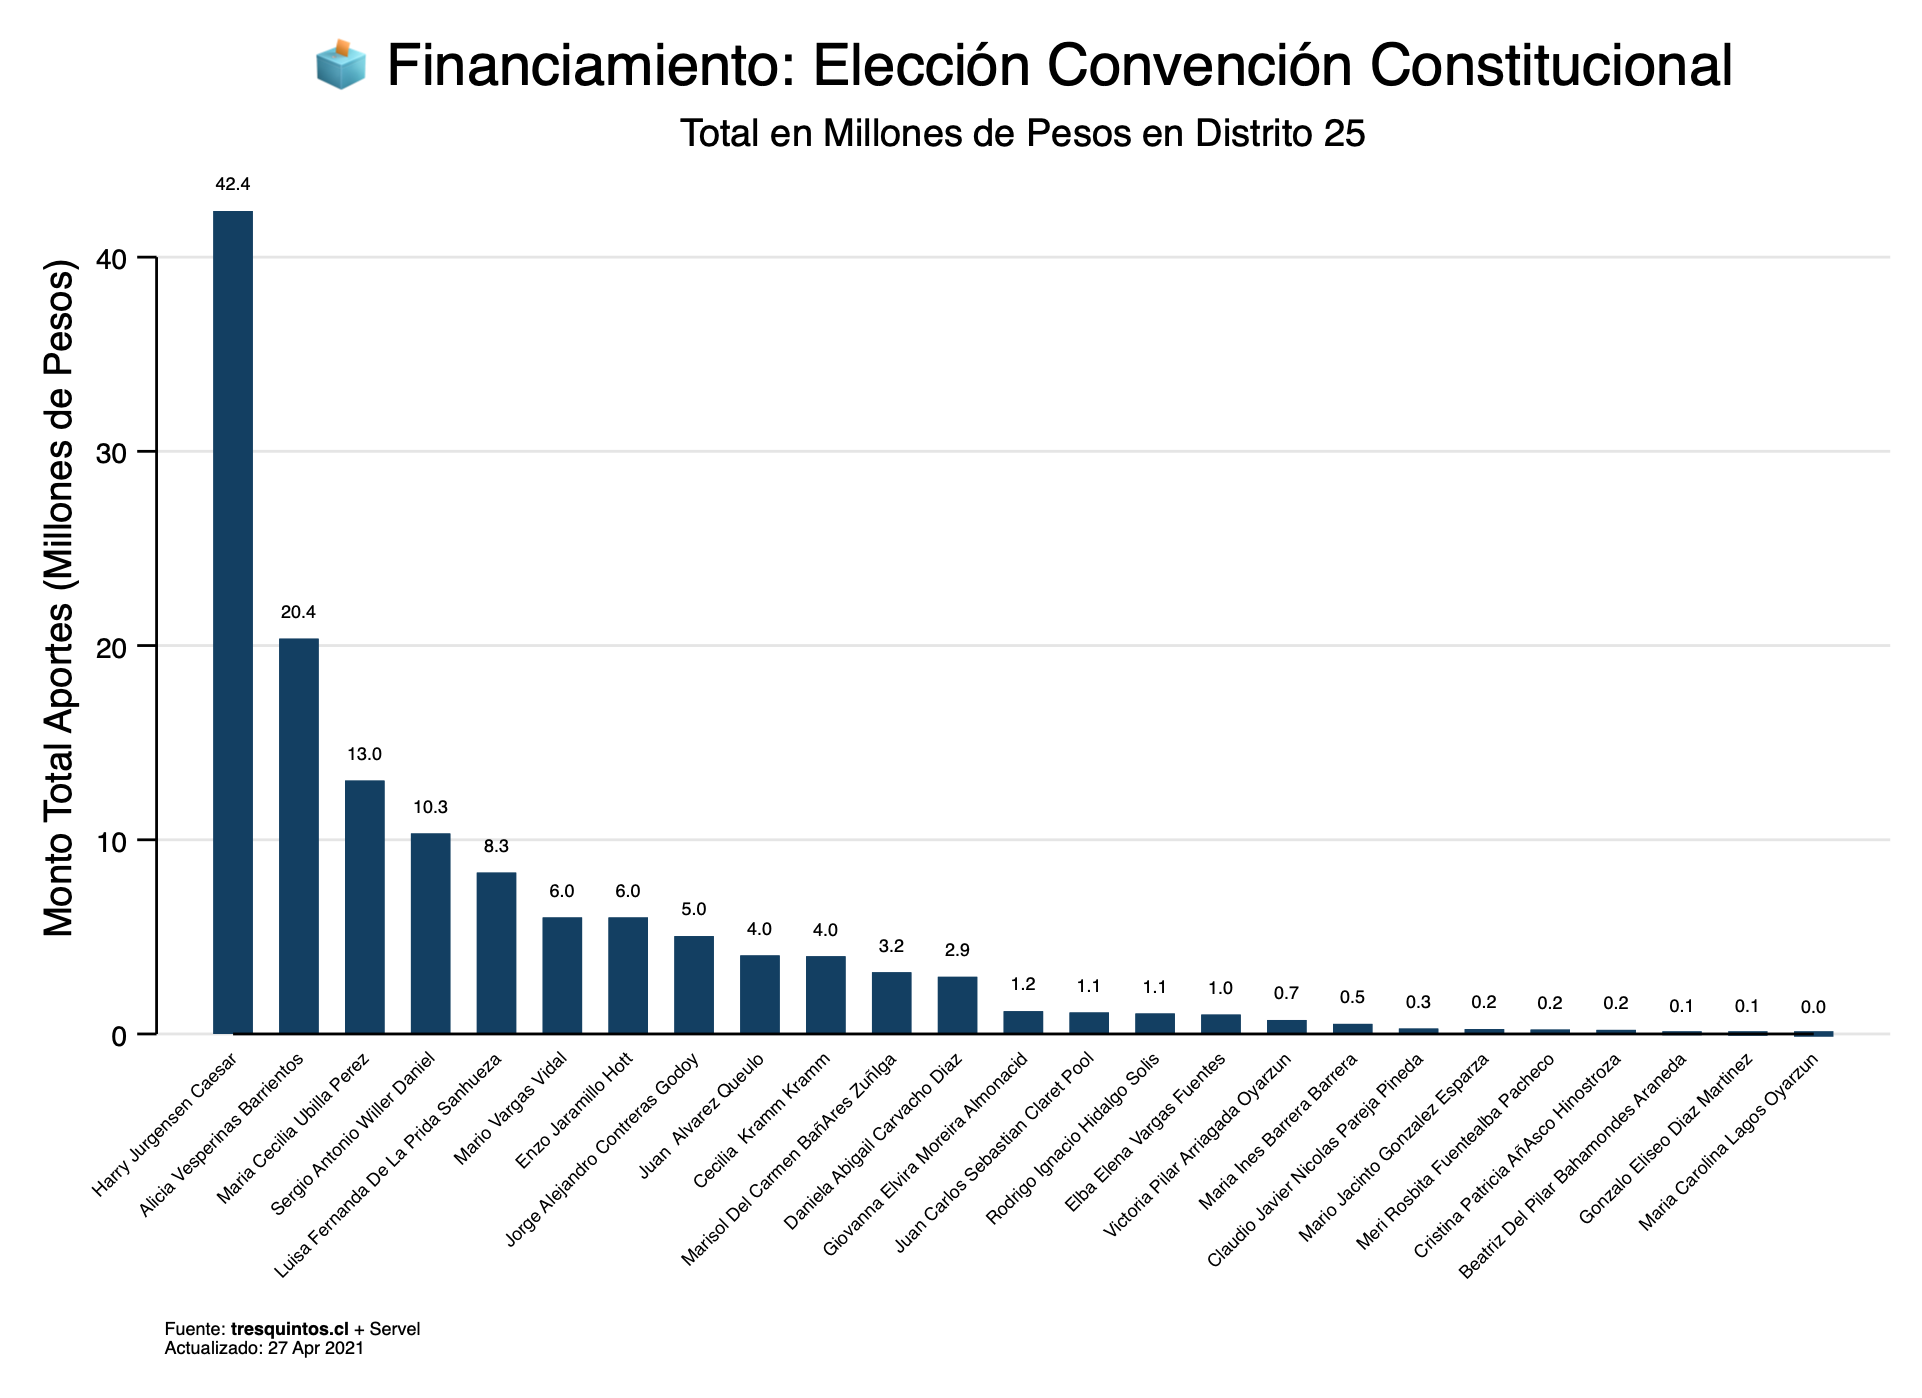 Financiamiento: Elección Convención Constitucional
Total en Millones de Pesos en Distrito 25
Monto Total Aportes (Millones de Pesos)
40
30
20
10
0
42.4
20.4
13.0
10.3
8.3
6.0
6.0
5.0
4.0
4.0
3.2
2.9
1.2
1.1
1.1
1.0
0.7
0.5
0.3
0.2
0.2
0.2
0.1
0.1
0.0
Harry Jurgensen Caesar
Alicia Vesperinas Barrientos
Maria Cecilia Ubilla Perez
Sergio Antonio Willer Daniel
Luisa Fernanda De La Prida Sanhueza
Mario Vargas Vidal
Enzo Jaramillo Hott
Jorge Alejandro Contreras Godoy
Juan Alvarez Queulo
Cecilia Kramm Kramm
Marisol Del Carmen BañAres ZuñIga
Daniela Abigail Carvacho Diaz
Giovanna Elvira Moreira Almonacid
Juan Carlos Sebastian Claret Pool
Rodrigo Ignacio Hidalgo Solis
Elba Elena Vargas Fuentes
Victoria Pilar Arriagada Oyarzun
Maria Ines Barrera Barrera
Claudio Javier Nicolas Pareja Pineda
Mario Jacinto Gonzalez Esparza
Meri Rosbita Fuentealba Pacheco
Cristina Patricia AñAsco Hinostroza
Beatriz Del Pilar Bahamondes Araneda
Gonzalo Eliseo Diaz Martinez
Maria Carolina Lagos Oyarzun
Fuente: tresquintos.cl + Servel
Actualizado: 27 Apr 2021